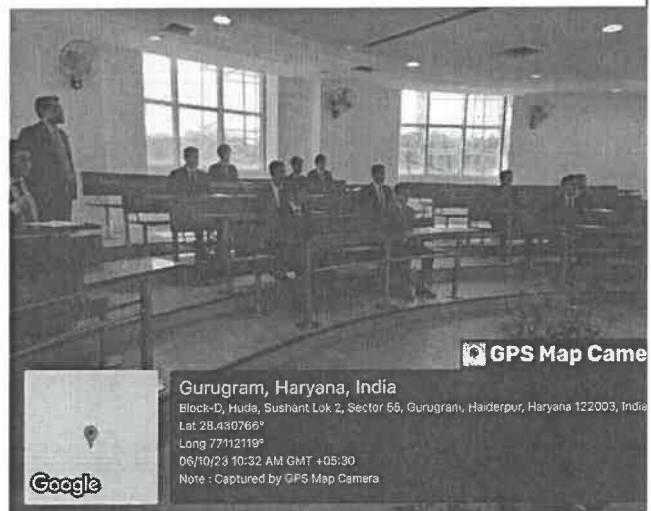 GPS Map Came
Gurugram, Haryana, India
Block-D, Huda, Sushant Lok 2, Sector 55, Gurugram, Haiderpur, Haryana 122003, India
Lat 28.430766°
Long 77.112119°
06/10/23 10:32 AM GMT +05:30
Note : Captured by GPS Map Camera
Google